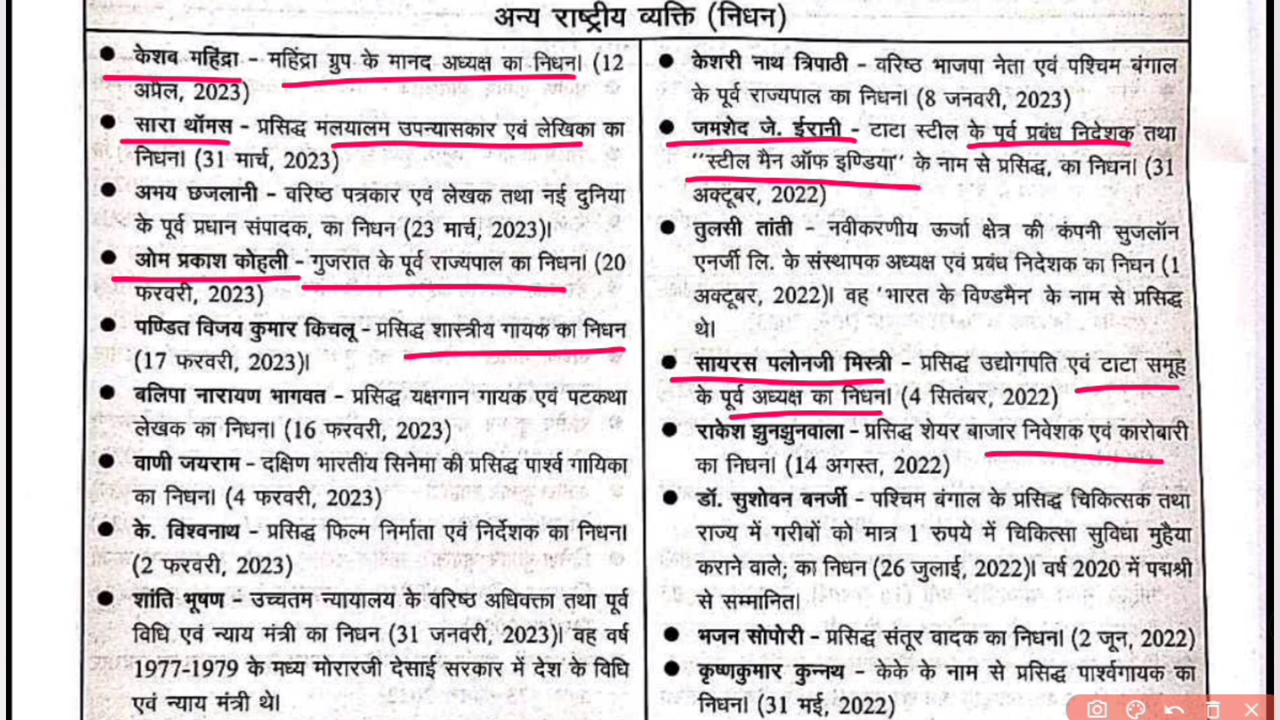 अन्य राष्ट्रीय व्यक्ति (निधन)
● केशब महिंद्रा – महिंद्रा ग्रुप के मानद अध्यक्ष का निधन। (12
अप्रैल, 2023)
● सारा थॉमस – प्रसिद्ध मलयालम उपन्यासकार एवं लेखिका का
निधन। (31 मार्च, 2023)
● अभय छजलानी – वरिष्ठ पत्रकार एवं लेखक तथा नई दुनिया
के पूर्व प्रधान संपादक, का निधन (23 मार्च, 2023)।
● ओम प्रकाश कोहली – गुजरात के पूर्व राज्यपाल का निधन। (20
फरवरी, 2023)
● पण्डित विजय कुमार किचलू – प्रसिद्ध शास्त्रीय गायक का निधन
(17 फरवरी, 2023)।
● बलिपा नारायण भागवत – प्रसिद्ध यक्षगान गायक एवं पटकथा
लेखक का निधन। (16 फरवरी, 2023)
● वाणी जयराम – दक्षिण भारतीय सिनेमा की प्रसिद्ध पार्श्व गायिका
का निधन। (4 फरवरी, 2023)
● के. विश्वनाथ – प्रसिद्ध फिल्म निर्माता एवं निर्देशक का निधन।
(2 फरवरी, 2023)
● शांति भूषण – उच्चतम न्यायालय के वरिष्ठ अधिवक्ता तथा पूर्व
विधि एवं न्याय मंत्री का निधन (31 जनवरी, 2023)। वह वर्ष
1977-1979 के मध्य मोरारजी देसाई सरकार में देश के विधि
एवं न्याय मंत्री थे।
● केशरी नाथ त्रिपाठी – वरिष्ठ भाजपा नेता एवं पश्चिम बंगाल
के पूर्व राज्यपाल का निधन। (8 जनवरी, 2023)
● जमशेद जे. ईरानी – टाटा स्टील के पूर्व प्रबंध निदेशक तथा
''स्टील मैन ऑफ इण्डिया'' के नाम से प्रसिद्ध, का निधन। (31
अक्टूबर, 2022)
● तुलसी तांती – नवीकरणीय ऊर्जा क्षेत्र की कंपनी सुजलॉन
एनर्जी लि. के संस्थापक अध्यक्ष एवं प्रबंध निदेशक का निधन (1
अक्टूबर, 2022)। वह 'भारत के विण्डमैन' के नाम से प्रसिद्ध
थे।
● सायरस पलोनजी मिस्त्री – प्रसिद्ध उद्योगपति एवं टाटा समूह
के पूर्व अध्यक्ष का निधन। (4 सितंबर, 2022)
● राकेश झुनझुनवाला – प्रसिद्ध शेयर बाजार निवेशक एवं कारोबारी
का निधन। (14 अगस्त, 2022)
● डॉ. सुशोवन बनर्जी – पश्चिम बंगाल के प्रसिद्ध चिकित्सक तथा
राज्य में गरीबों को मात्र 1 रुपये में चिकित्सा सुविधा मुहैया
कराने वाले; का निधन (26 जुलाई, 2022)। वर्ष 2020 में पद्मश्री
से सम्मानित।
● भजन सोपोरी – प्रसिद्ध संतूर वादक का निधन। (2 जून, 2022)
● कृष्णकुमार कुन्नथ – केके के नाम से प्रसिद्ध पार्श्वगायक का
निधन। (31 मई, 2022)